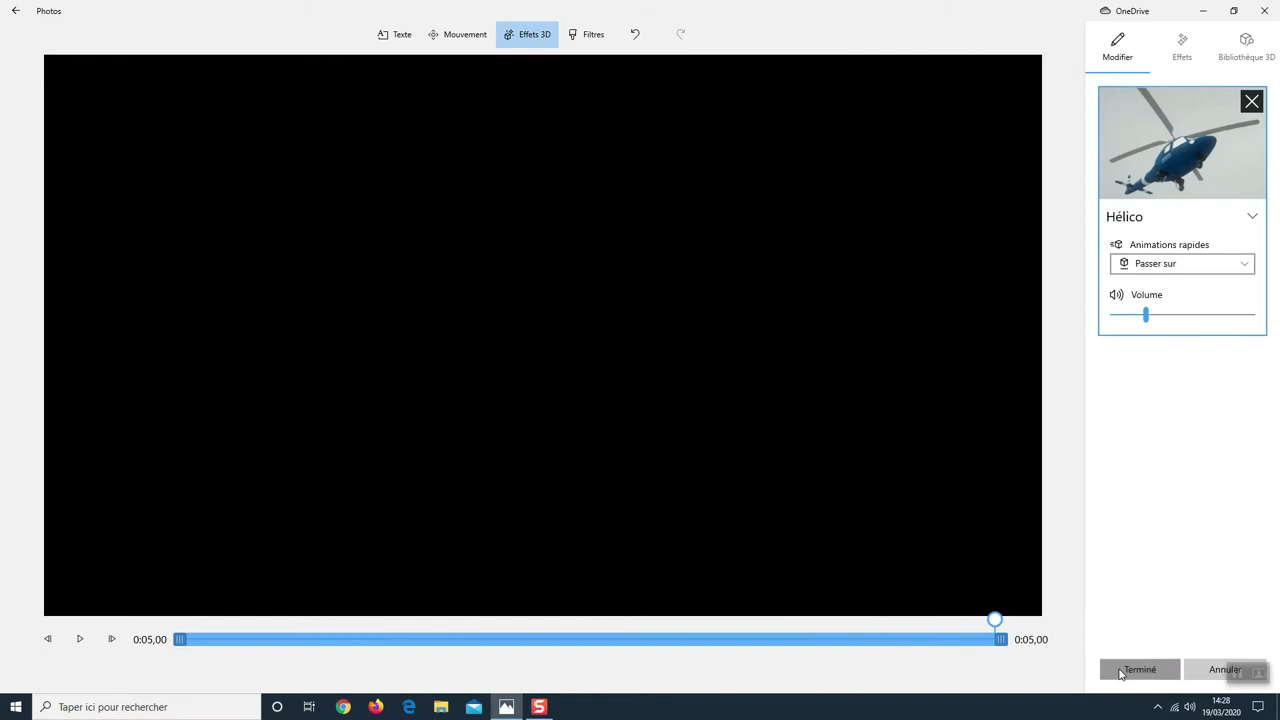 Photos
OneDrive
Texte
Mouvement
Effets 3D
Filtres
Modifier
Effets
Bibliothèque 3D
Hélico
Animations rapides
Passer sur
Volume
0:05,00
0:05,00
Terminé
Annuler
Taper ici pour rechercher
14:28
19/03/2020